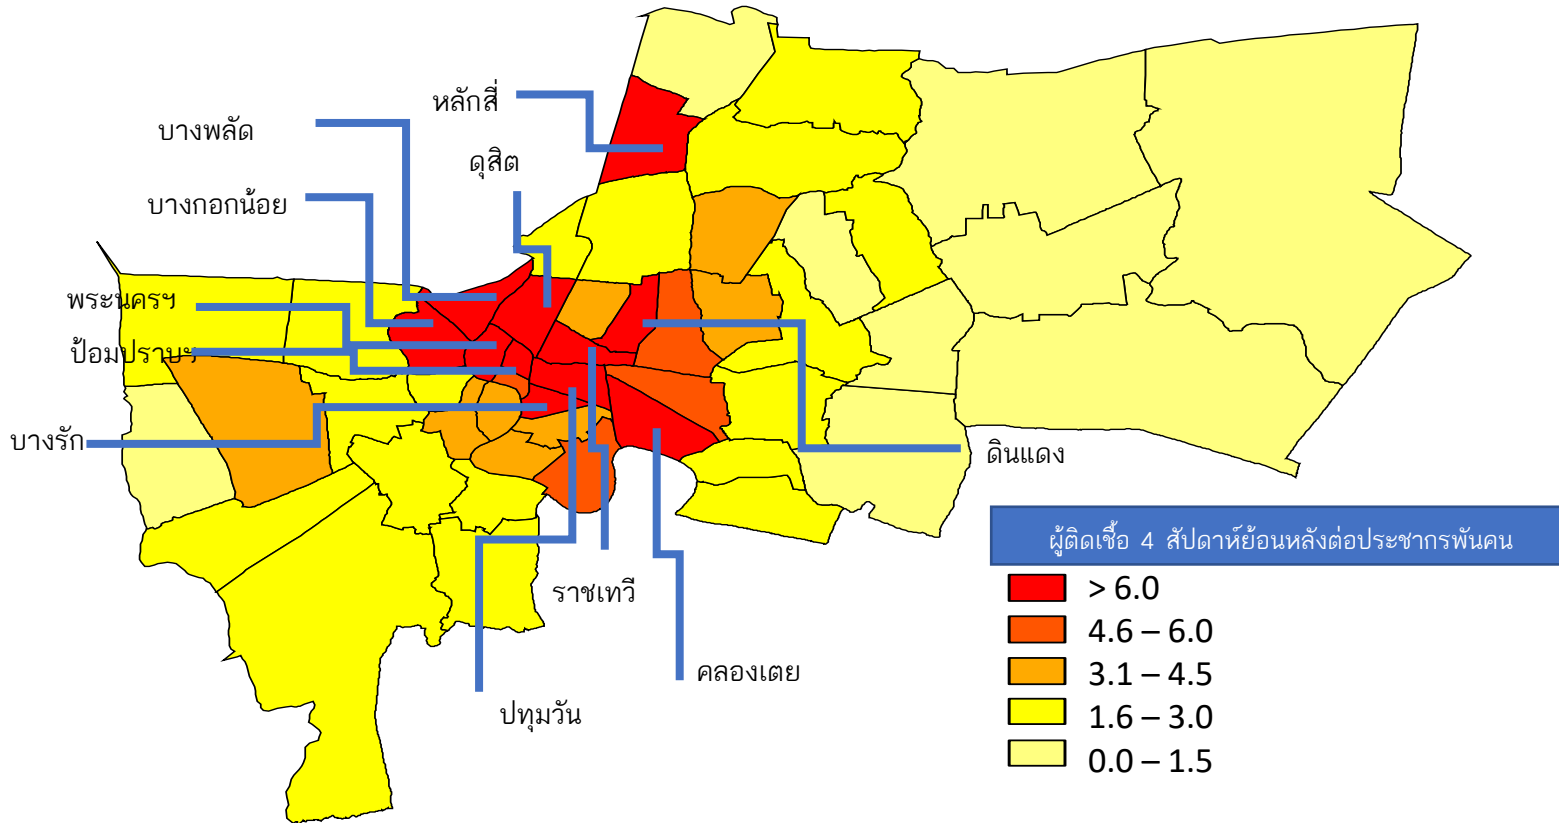 หลักสี่
บางพลัด
ดุสิต
บางกอกน้อย
พระนครฯ
ป้อมปราบฯ
บางรัก
ดินแดง
ราชเทวี
คลองเตย
ปทุมวัน
ผู้ติดเชื้อ 4 สัปดาห์ย้อนหลังต่อประชากรพันคน
> 6.0
4.6 – 6.0
3.1 – 4.5
1.6 – 3.0
0.0 – 1.5